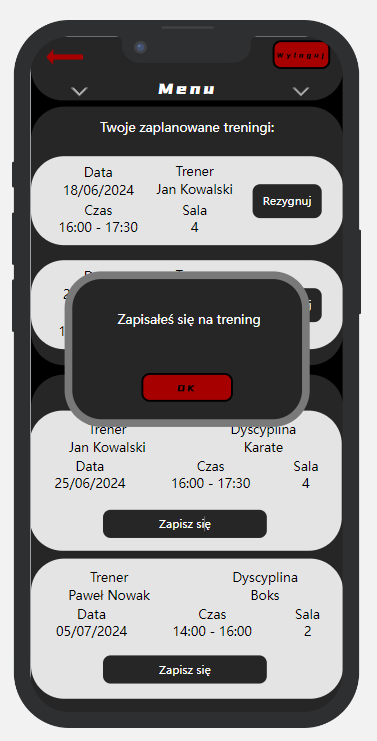 Wyloguj
Menu
Twoje zaplanowane treningi:
Data Trener
18/06/2024 Jan Kowalski
Rezygnuj
Czas Sala
16:00 - 17:30 4
Zapisałeś się na trening
OK
Trener Dyscyplina
Jan Kowalski Karate
Data Czas Sala
25/06/2024 16:00 - 17:30 4
Zapisz się
Trener Dyscyplina
Paweł Nowak Boks
Data Czas Sala
05/07/2024 14:00 - 16:00 2
Zapisz się